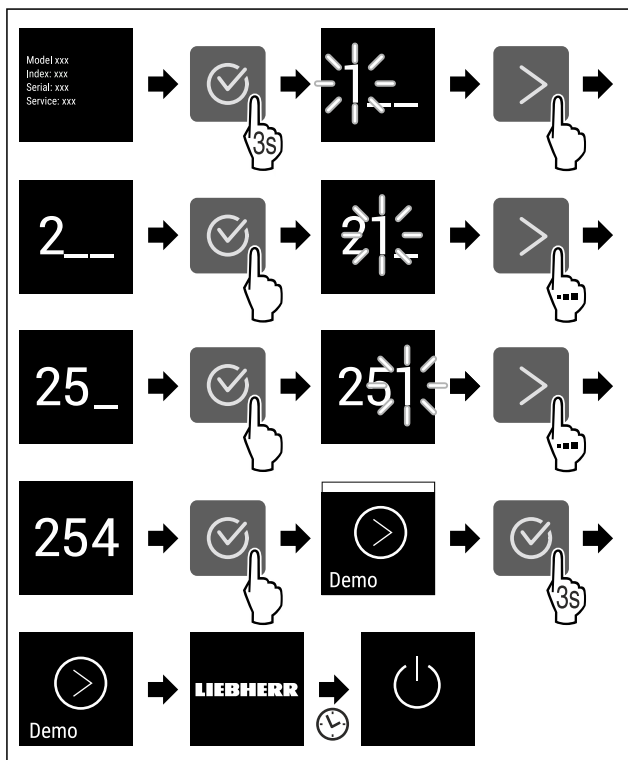 Model xxx
Index: xxx
Serial: xxx
Service: xxx
3s
1__
2__
21_
25_
251
254
Demo
3s
Demo
LIEBHERR